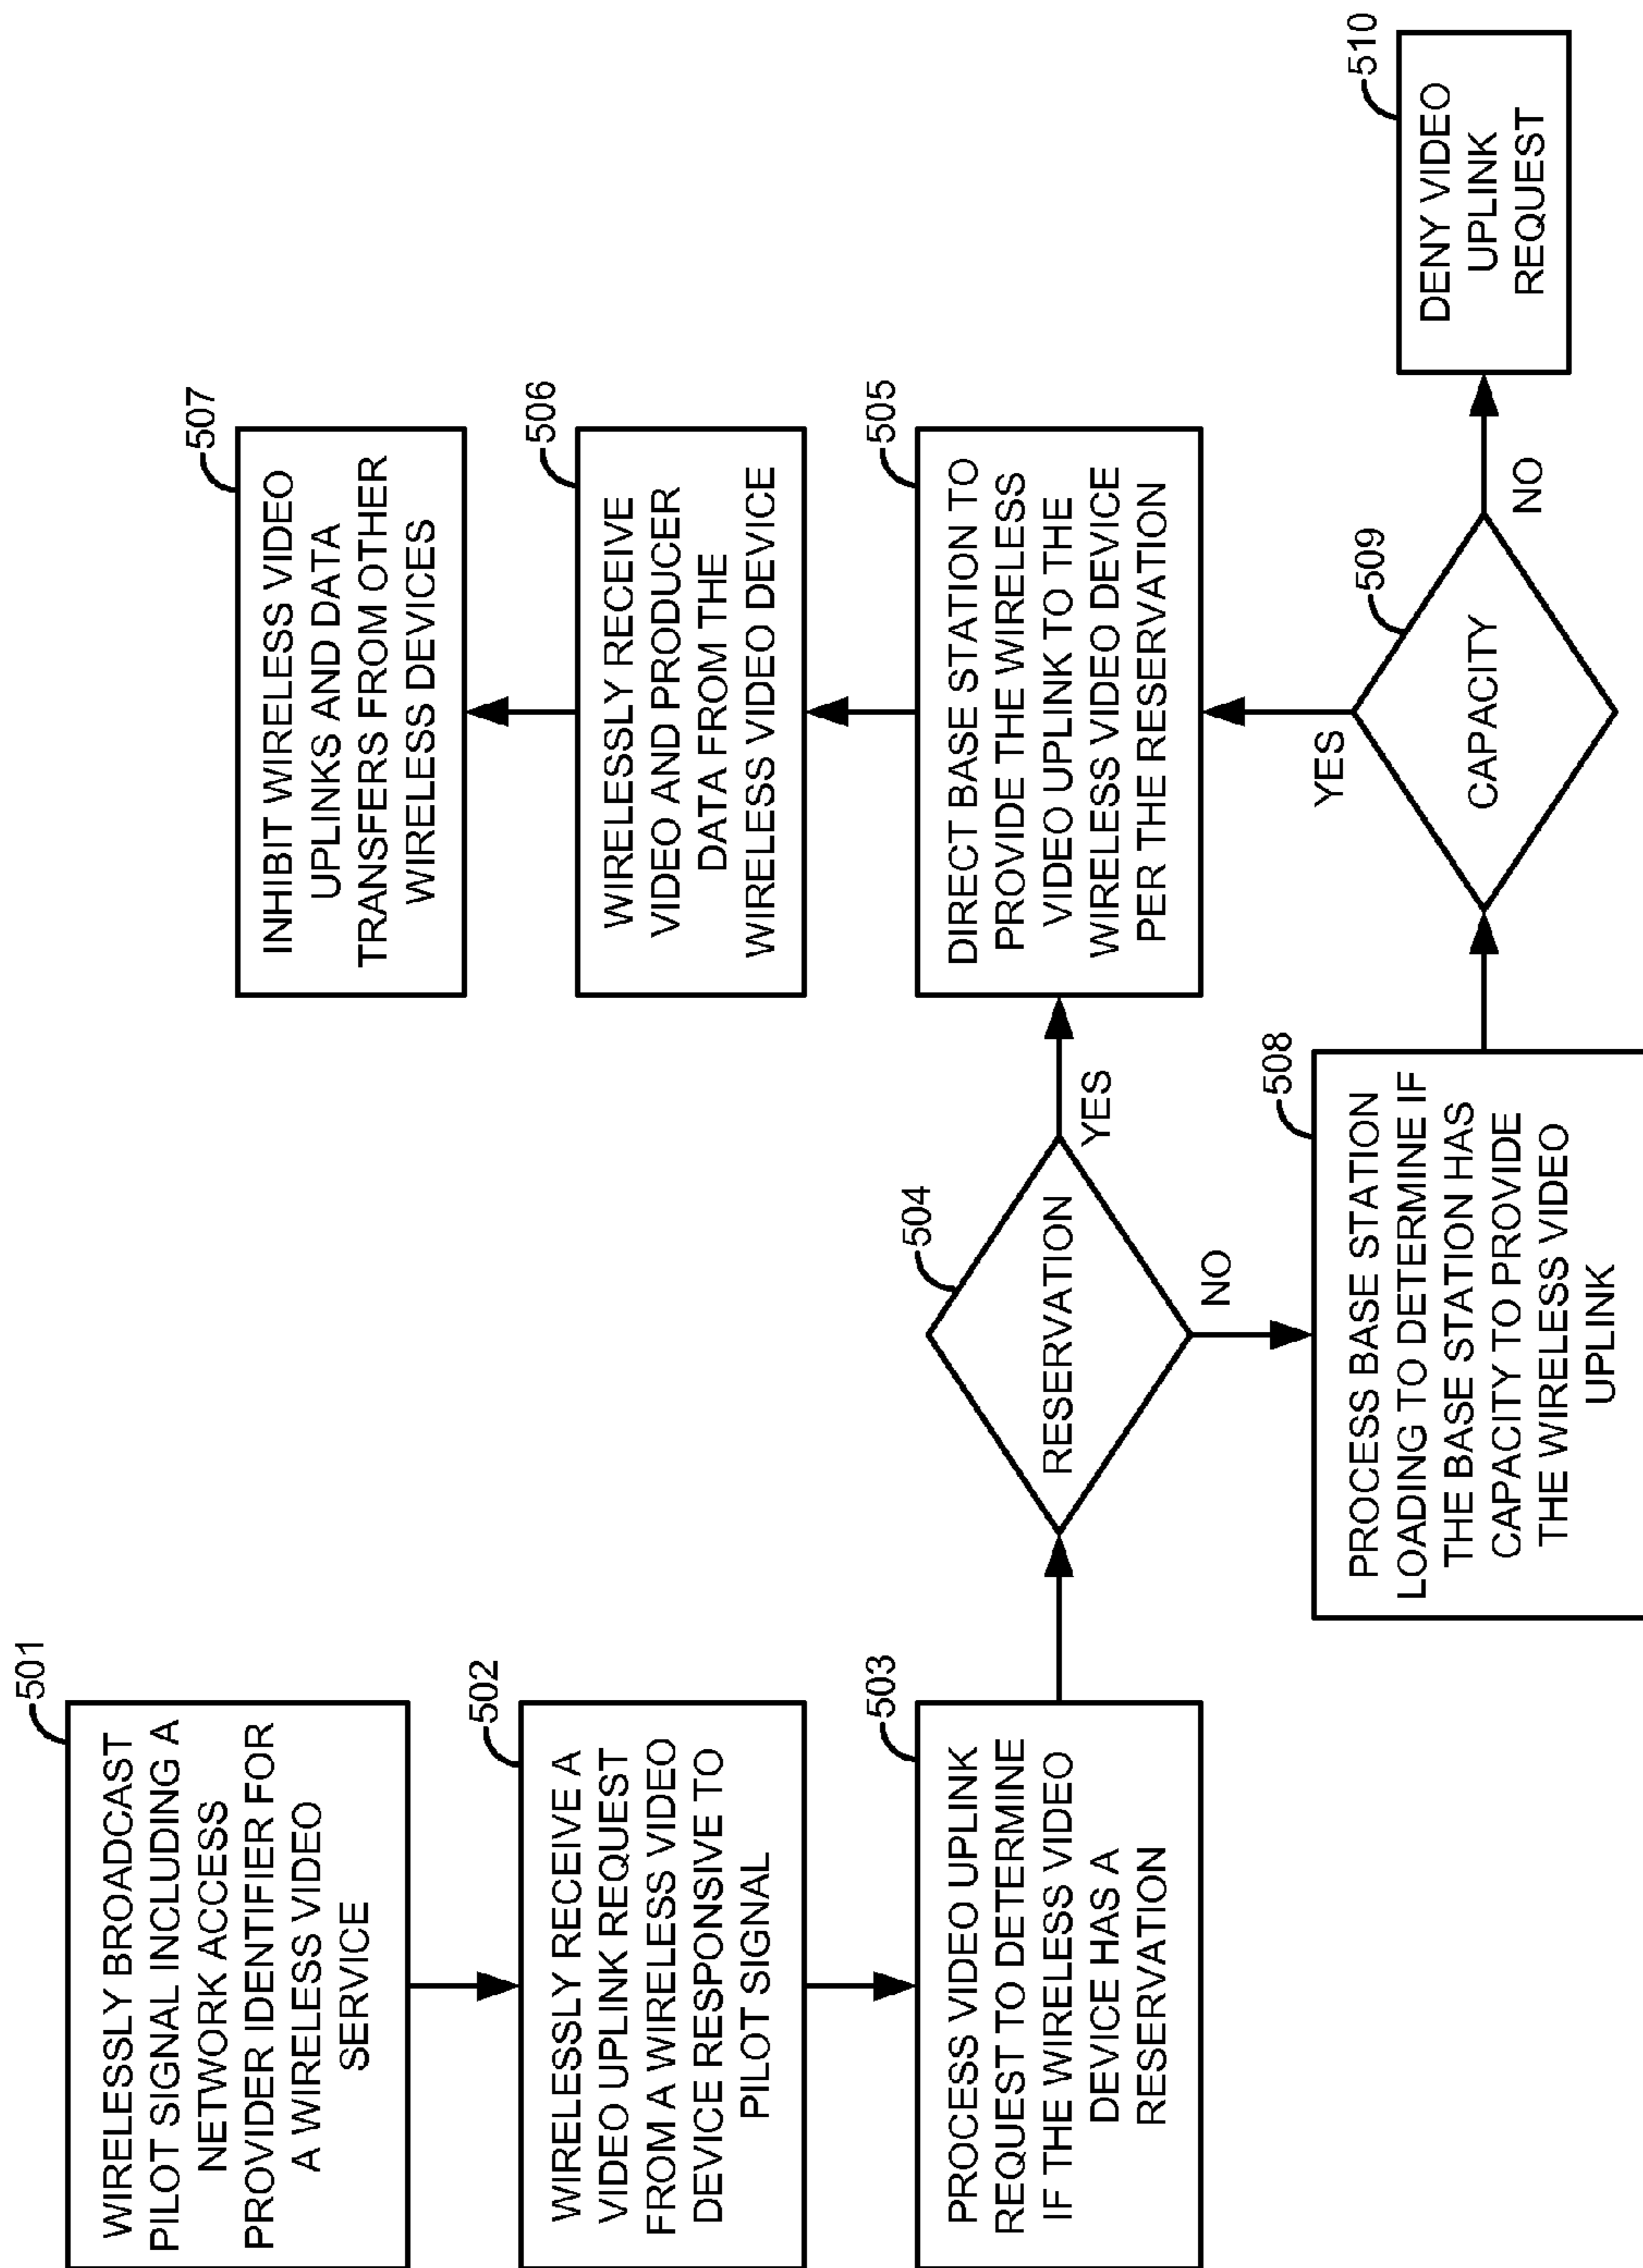 501
WIRELESSLY BROADCAST
PILOT SIGNAL INCLUDING A
NETWORK ACCESS
PROVIDER IDENTIFIER FOR
A WIRELESS VIDEO
SERVICE
502
WIRELESSLY RECEIVE A
VIDEO UPLINK REQUEST
FROM A WIRELESS VIDEO
DEVICE RESPONSIVE TO
PILOT SIGNAL
503
PROCESS VIDEO UPLINK
REQUEST TO DETERMINE
IF THE WIRELESS VIDEO
DEVICE HAS A
RESERVATION
504
RESERVATION
YES
NO
505
DIRECT BASE STATION TO
PROVIDE THE WIRELESS
VIDEO UPLINK TO THE
WIRELESS VIDEO DEVICE
PER THE RESERVATION
506
WIRELESSLY RECEIVE
VIDEO AND PRODUCER
DATA FROM THE
WIRELESS VIDEO DEVICE
507
INHIBIT WIRELESS VIDEO
UPLINKS AND DATA
TRANSFERS FROM OTHER
WIRELESS DEVICES
508
PROCESS BASE STATION
LOADING TO DETERMINE IF
THE BASE STATION HAS
CAPACITY TO PROVIDE
THE WIRELESS VIDEO
UPLINK
509
CAPACITY
YES
NO
510
DENY VIDEO
UPLINK
REQUEST